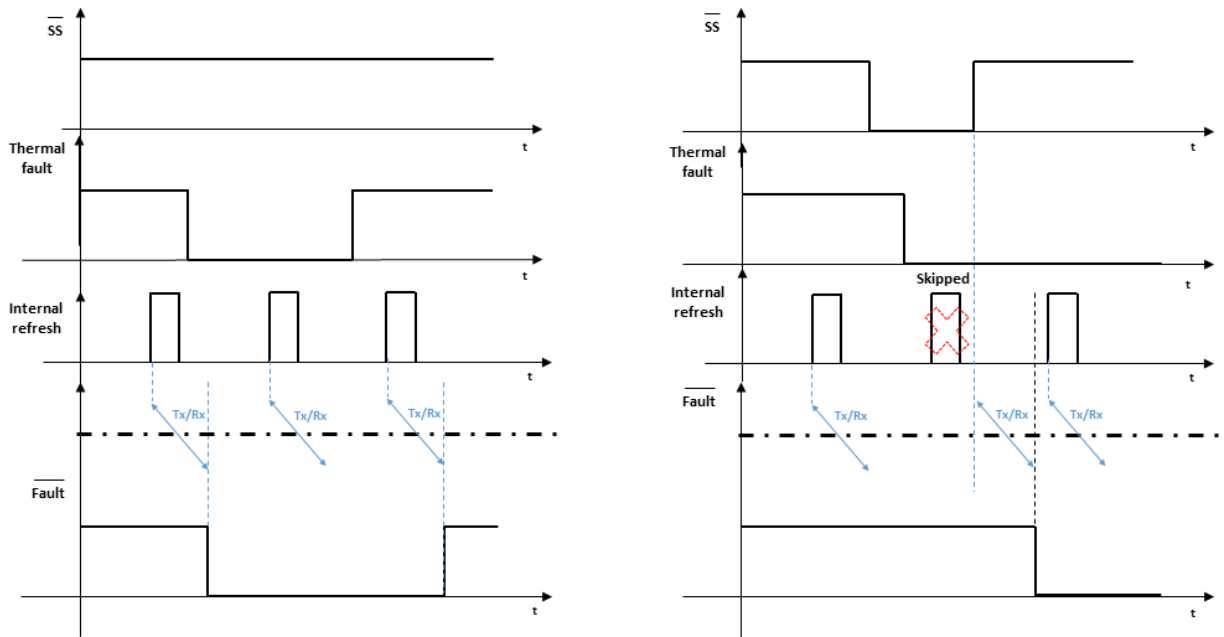 SS
t
Thermal
fault
t
Internal
refresh
t
Tx/Rx
Tx/Rx
Tx/Rx
Fault
t
SS
t
Thermal
fault
t
Skipped
Internal
refresh
t
Fault
Tx/Rx
Tx/Rx
Tx/Rx
t